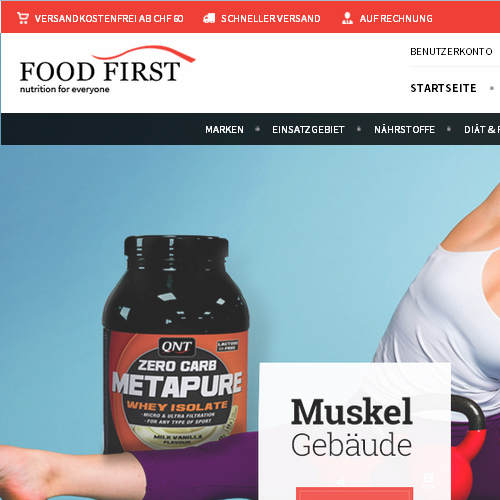 VERSANDKOSTENFREI AB CHF 60 SCHNELLER VERSAND AUF RECHNUNG
BENUTZERKONTO
FOOD FIRST
nutrition for everyone
STARTSEITE
MARKEN EINSATZGEBIET NÄHRSTOFFE DIÄT &
QNT
LACTOSE FREE
ZERO CARB
METAPURE
WHEY ISOLATE
• MICRO & ULTRA FILTRATION
• FOR ANY TYPE OF SPORT
MILK VANILLA
FLAVOUR
Muskel
Gebäude